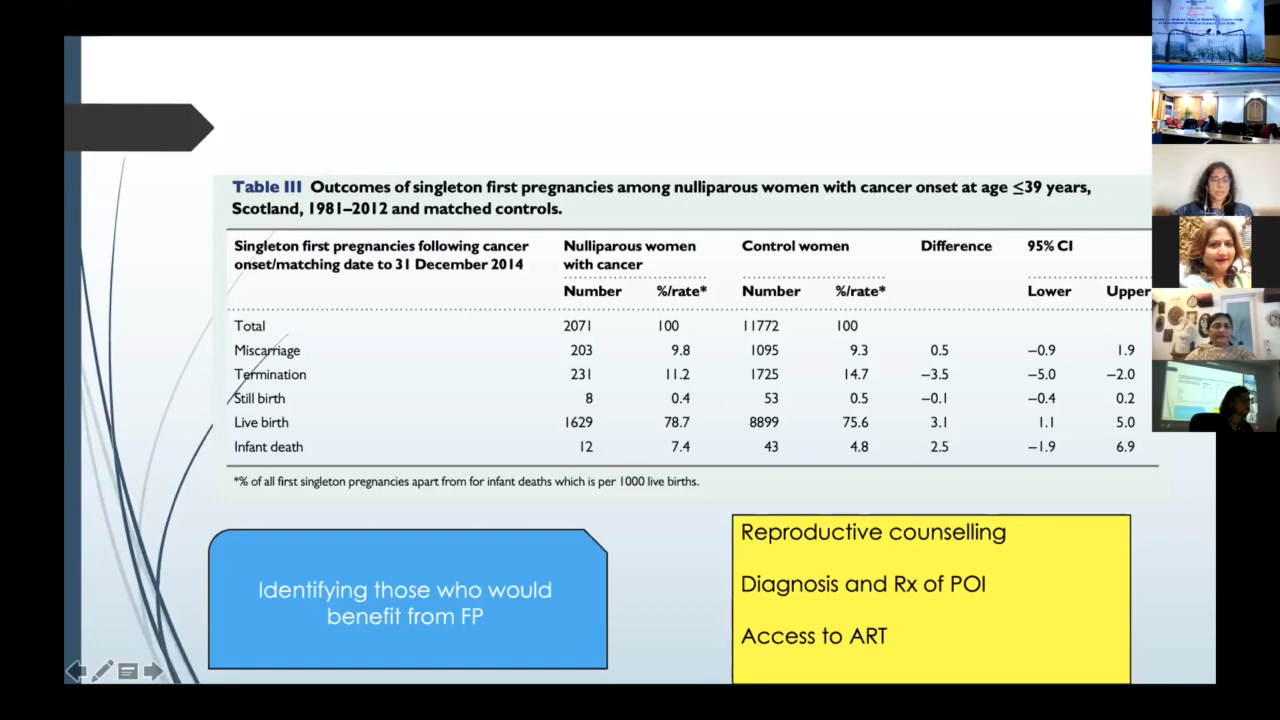 Table III Outcomes of singleton first pregnancies among nulliparous women with cancer onset at age ≤39 years,
Scotland, 1981–2012 and matched controls.
Singleton first pregnancies following cancer onset/matching date to 31 December 2014 Nulliparous women with cancer Control women Difference 95% CI
Number %/rate* Number %/rate* Lower Upper
Total 2071 100 11772 100
Miscarriage 203 9.8 1095 9.3 0.5 −0.9 1.9
Termination 231 11.2 1725 14.7 −3.5 −5.0 −2.0
Still birth 8 0.4 53 0.5 −0.1 −0.4 0.2
Live birth 1629 78.7 8899 75.6 3.1 1.1 5.0
Infant death 12 7.4 43 4.8 2.5 −1.9 6.9
*% of all first singleton pregnancies apart from for infant deaths which is per 1000 live births.
Identifying those who would
benefit from FP
Reproductive counselling
Diagnosis and Rx of POI
Access to ART